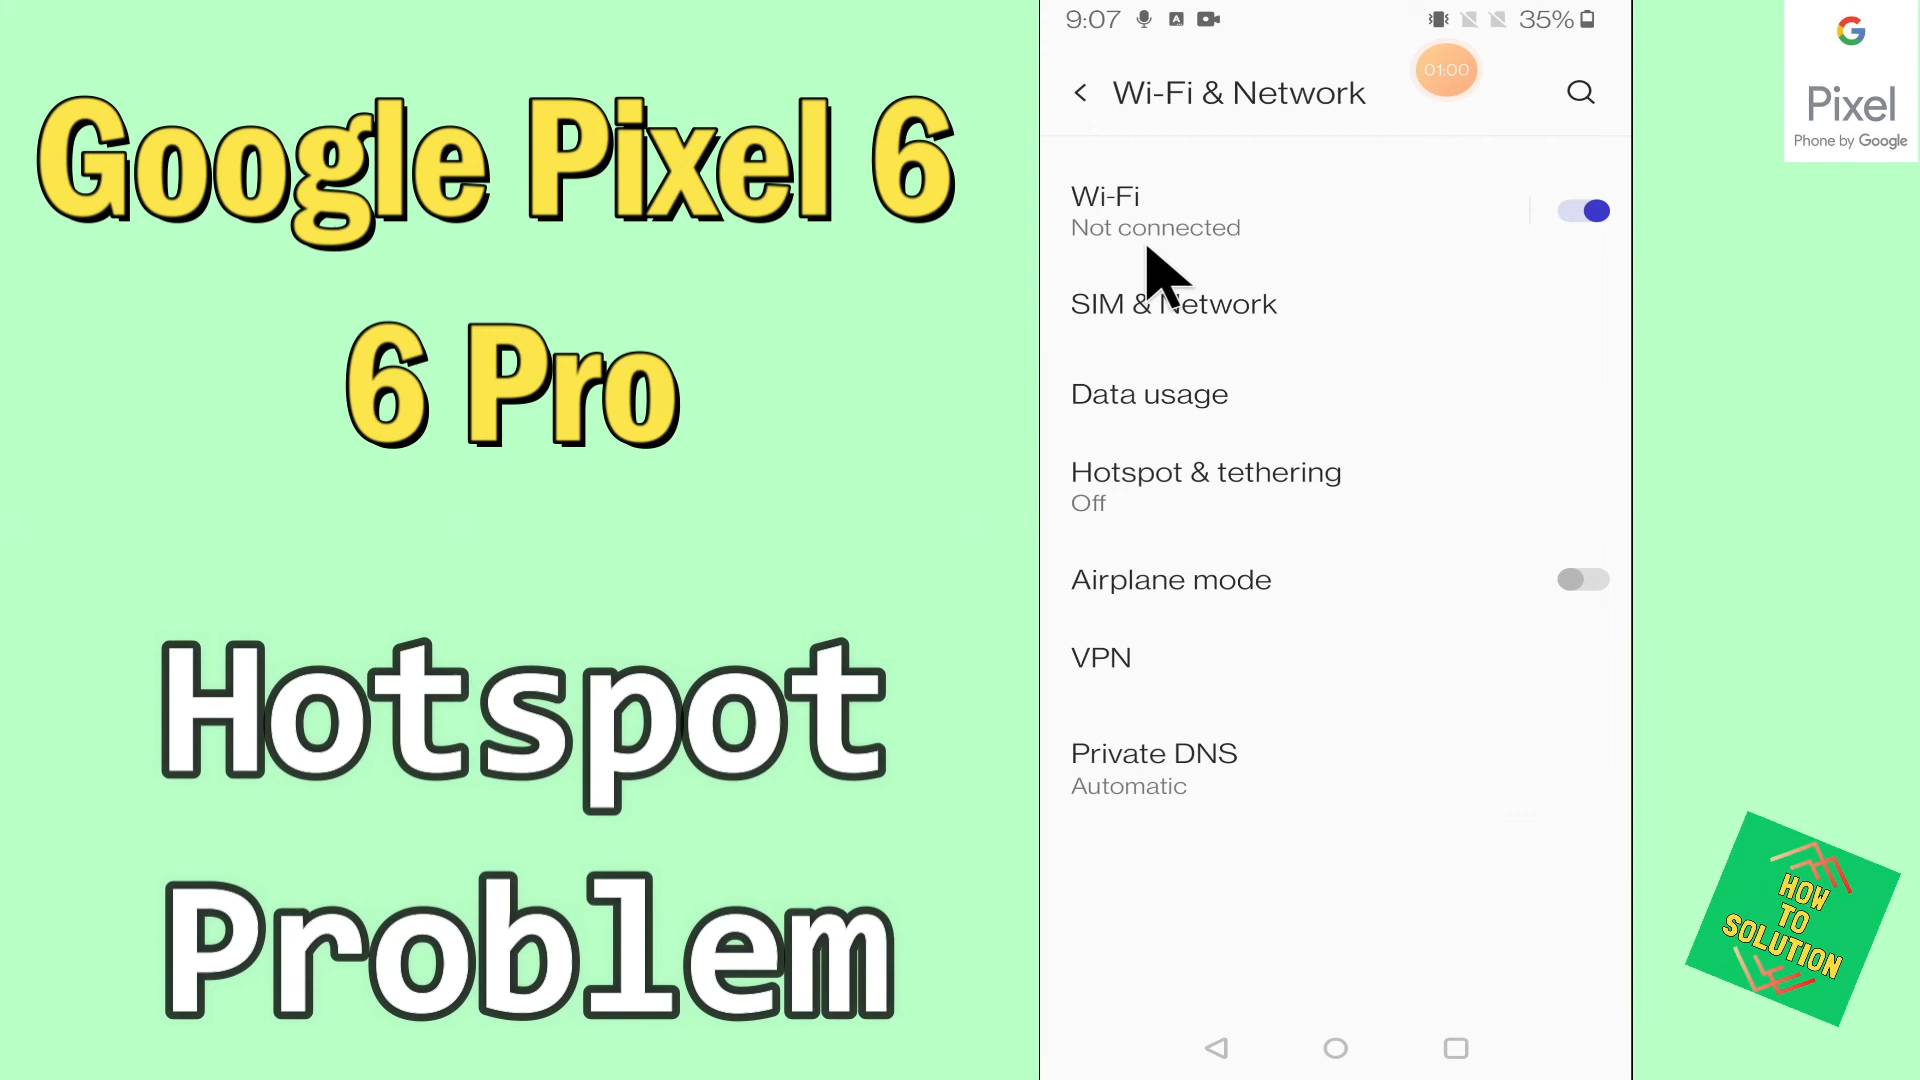 Google Pixel 6
6 Pro
Hotspot
Problem
9:07
A
35%
01:00
Wi-Fi & Network
Wi-Fi
Not connected
SIM & Network
Data usage
Hotspot & tethering
Off
Airplane mode
VPN
Private DNS
Automatic
G
Pixel
Phone by Google
HOW
TO
SOLUTION